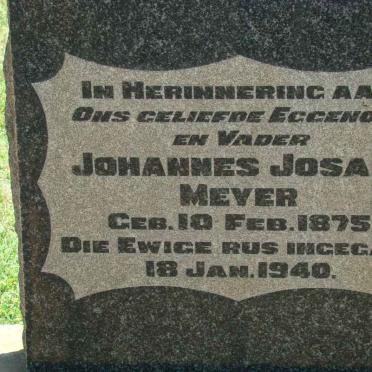 In Herinnering aa
Ons geliefde Eggeno
en Vader
Johannes Josa
Meyer
Geb. 10 Feb. 1875
Die Ewige rus ingega
18 Jan. 1940.